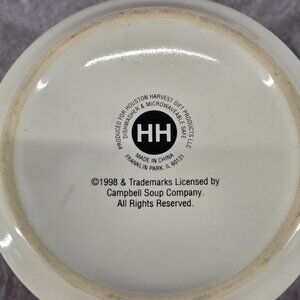 PRODUCED FOR HOUSTON HARVEST GIFT PRODUCTS LLC
DISHWASHER & MICROWAVEABLE SAFE
HH
MADE IN CHINA
FRANKLIN PARK, IL 60131
©1998 & Trademarks Licensed by
Campbell Soup Company.
All Rights Reserved.